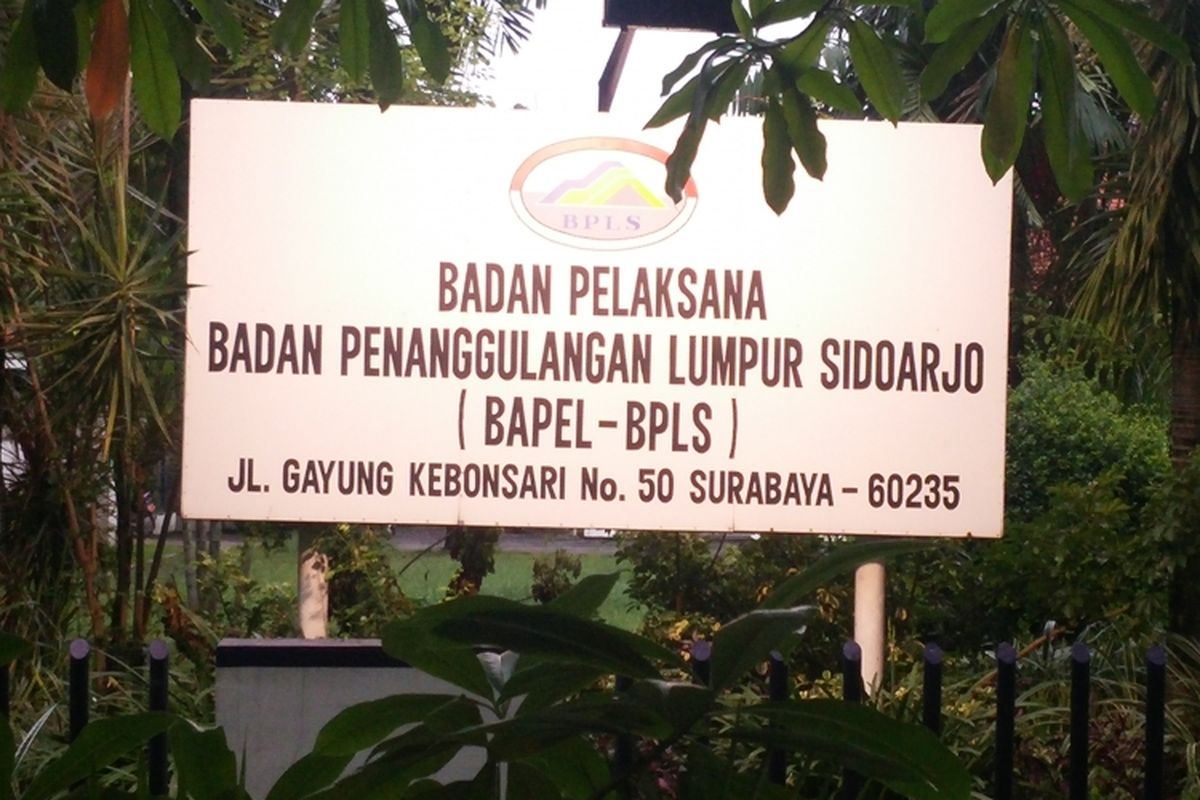 BPLS
BADAN PELAKSANA
BADAN PENANGGULANGAN LUMPUR SIDOARJO
( BAPEL-BPLS )
JL. GAYUNG KEBONSARI No. 50 SURABAYA - 60235